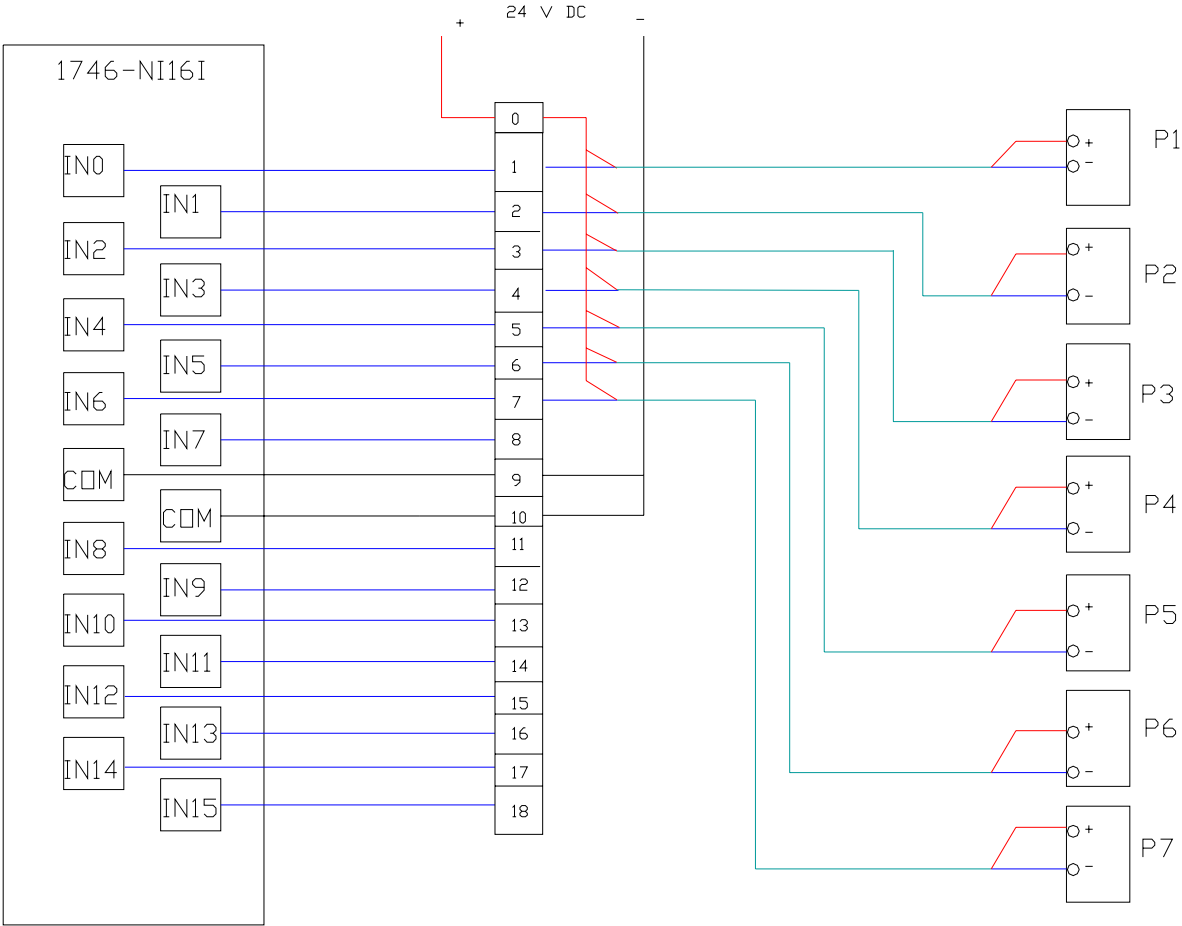 24 V DC
+
-
1746-NI16I
0
P1
+
-
IN0
1
IN1
2
IN2
3
P2
+
-
IN3
4
IN4
5
IN5
6
P3
+
-
IN6
7
IN7
8
COM
9
P4
+
-
COM
10
IN8
11
IN9
12
P5
+
-
IN10
13
IN11
14
IN12
15
P6
+
-
IN13
16
IN14
17
IN15
18
P7
+
-